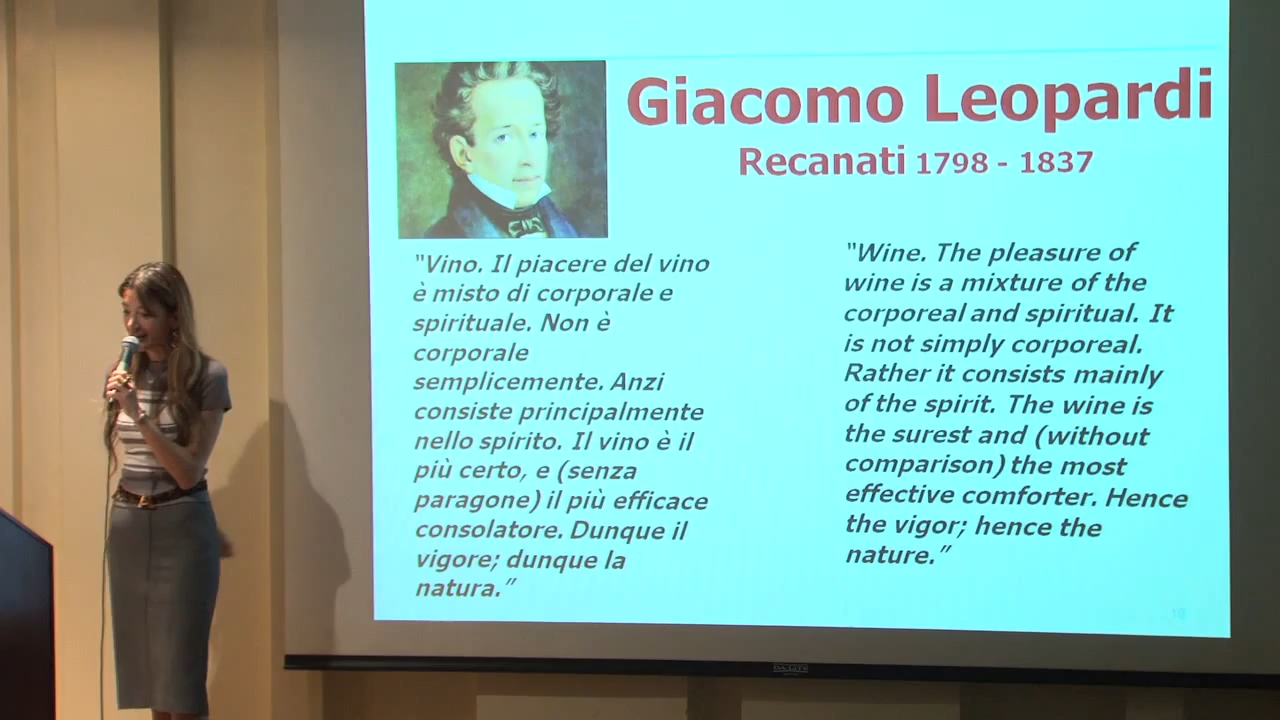 Giacomo Leopardi
Recanati 1798 - 1837
"Vino. Il piacere del vino
è misto di corporale e
spirituale. Non è
corporale
semplicemente. Anzi
consiste principalmente
nello spirito. Il vino è il
più certo, e (senza
paragone) il più efficace
consolatore. Dunque il
vigore; dunque la
natura."
"Wine. The pleasure of
wine is a mixture of the
corporeal and spiritual. It
is not simply corporeal.
Rather it consists mainly
of the spirit. The wine is
the surest and (without
comparison) the most
effective comforter. Hence
the vigor; hence the
nature."
DA-LITE